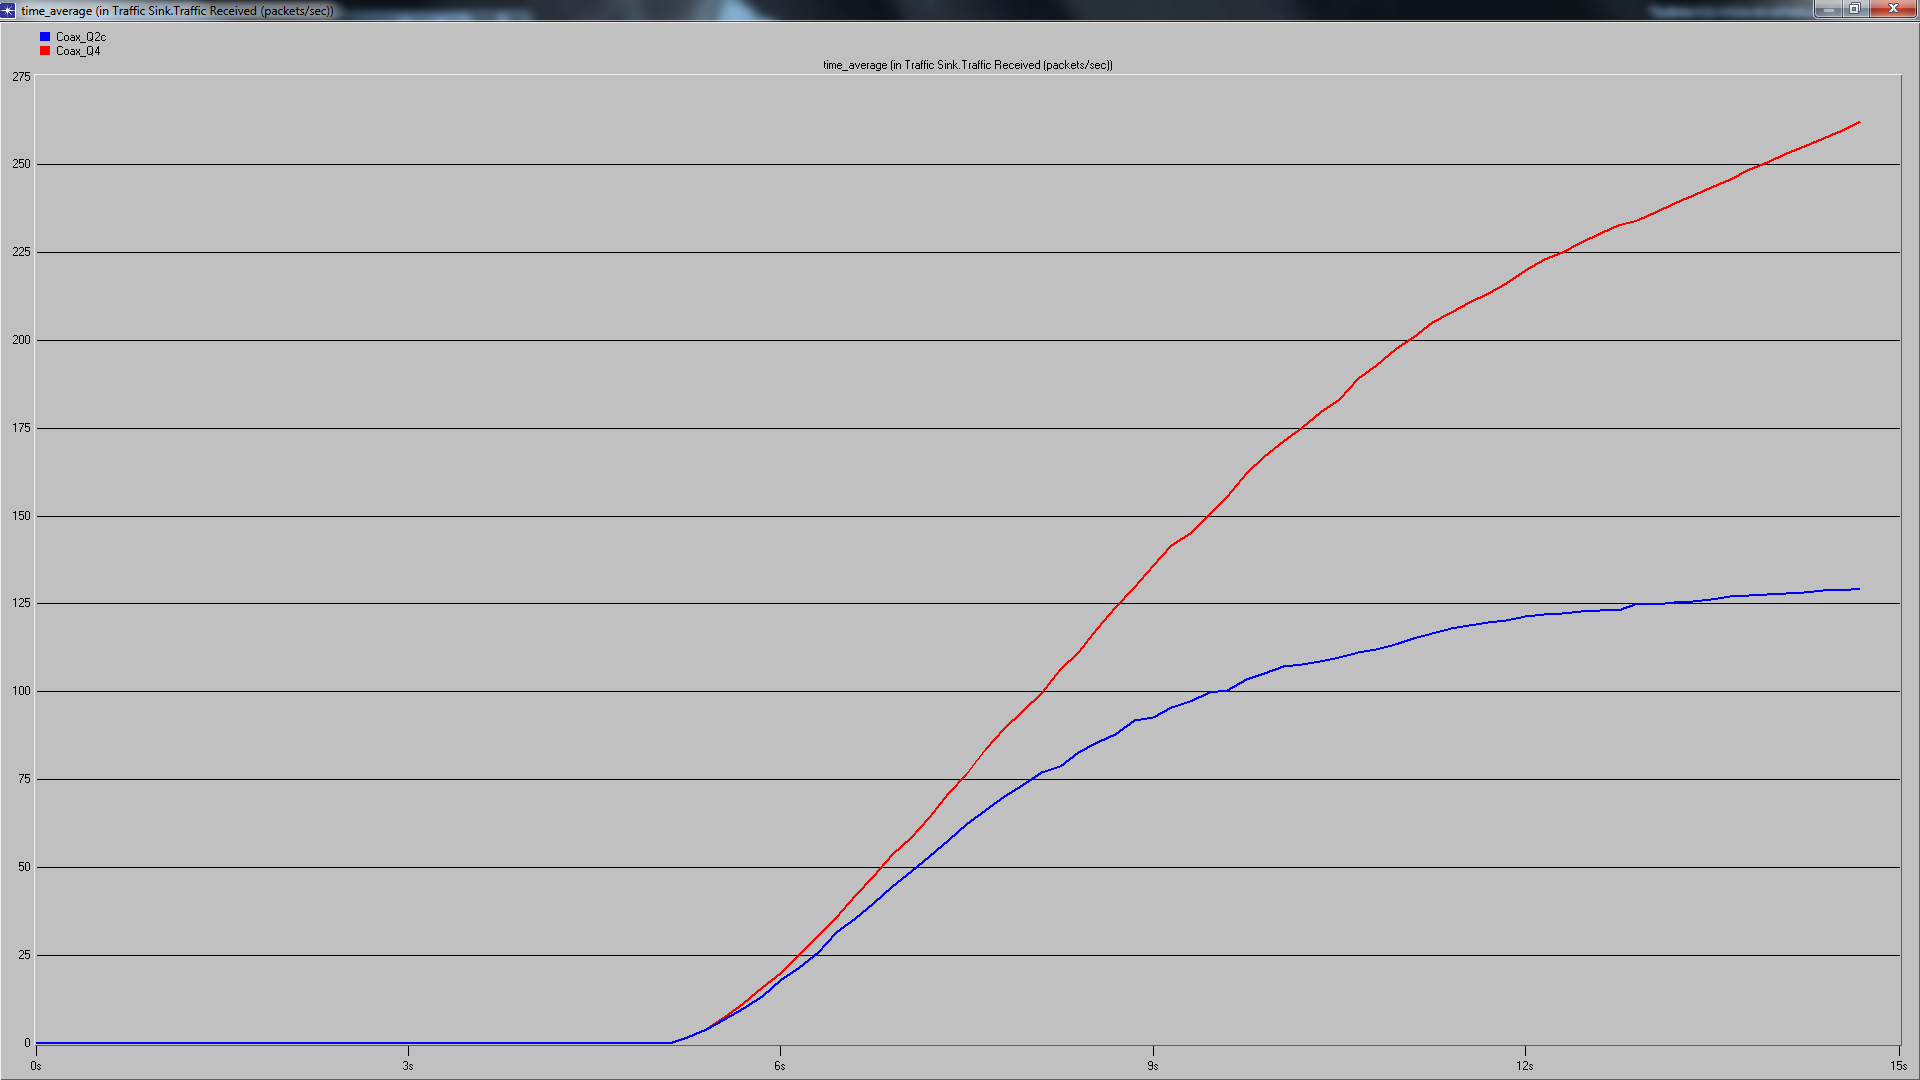 time_average (in Traffic Sink.Traffic Received (packets/sec))
Coax_Q2c
Coax_Q4
time_average (in Traffic Sink.Traffic Received (packets/sec))
275
250
225
200
175
150
125
100
75
50
25
0
0s 3s 6s 9s 12s 15s